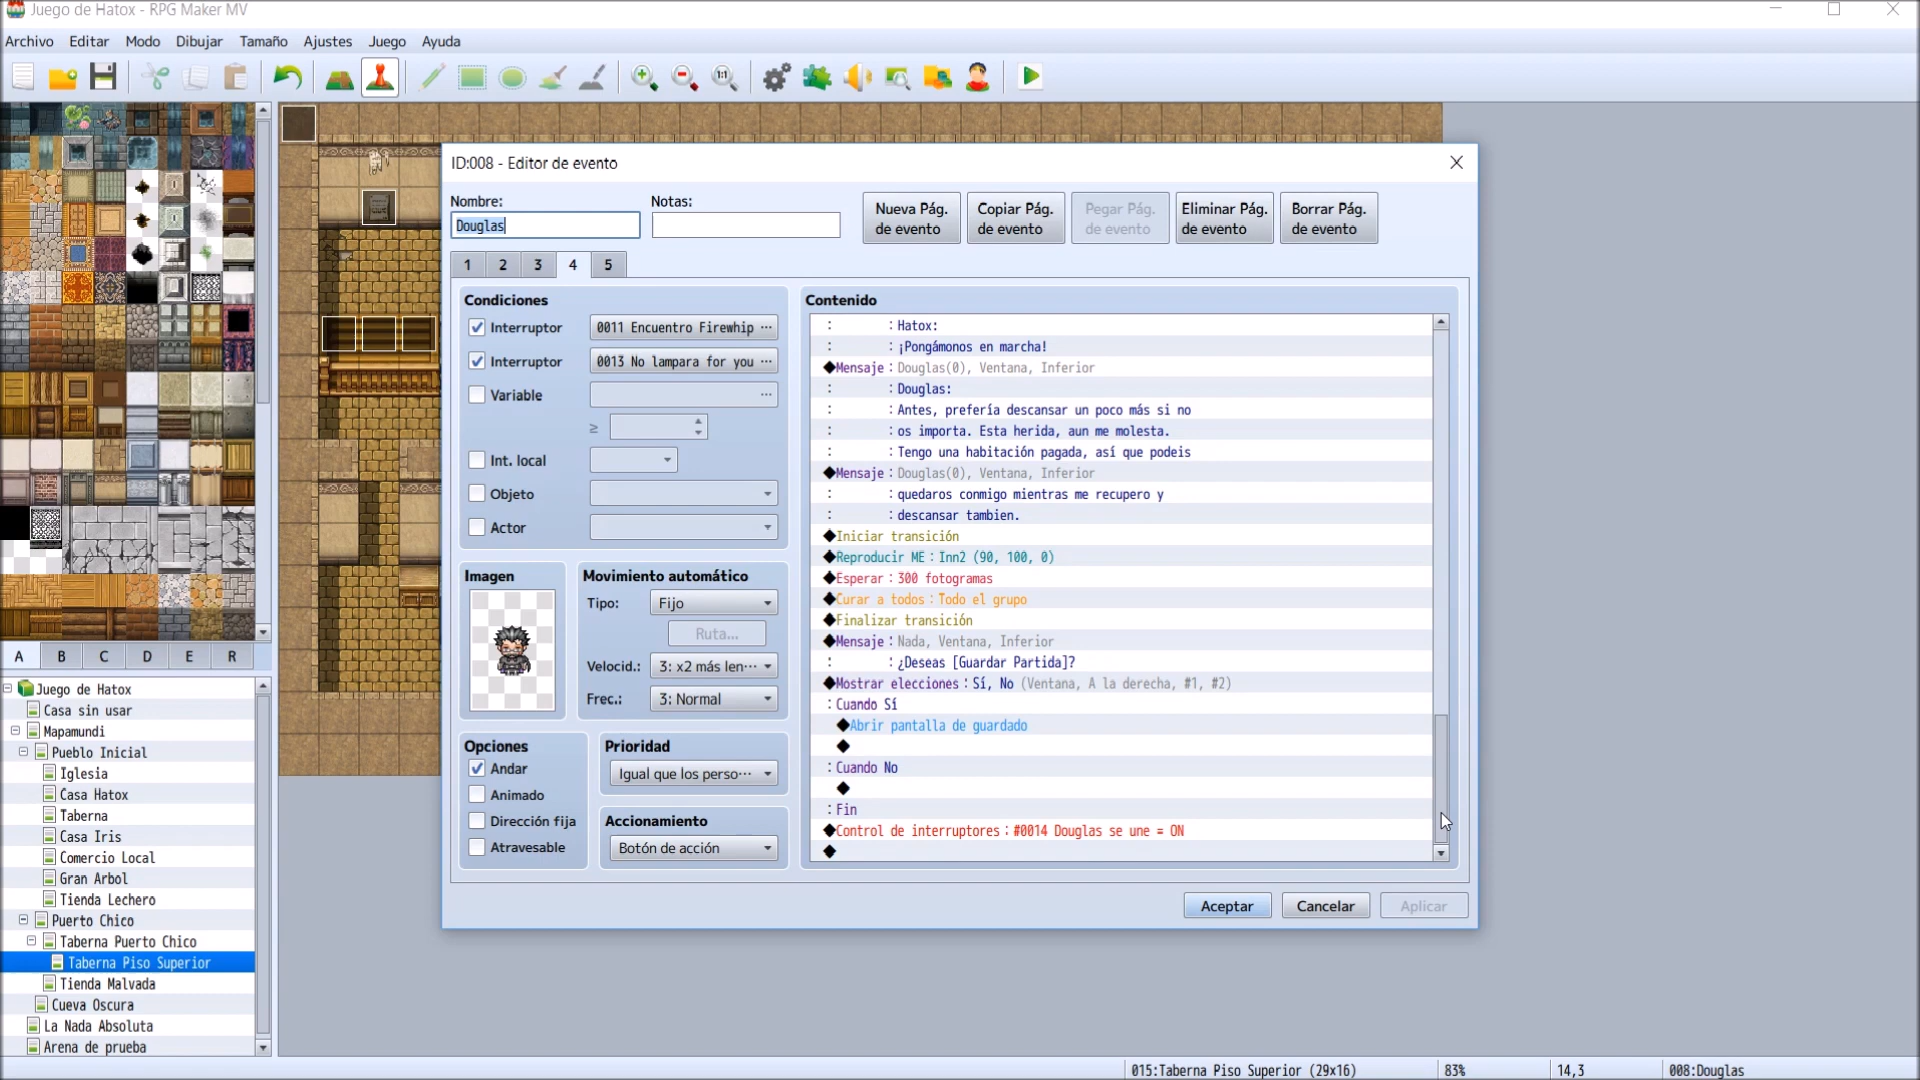 Juego de Hatox - RPG Maker MV
Archivo Editar Modo Dibujar Tamaño Ajustes Juego Ayuda
1:1
ID:008 - Editor de evento
Nombre:
Douglas
Notas:
Nueva Pág. de evento
Copiar Pág. de evento
Pegar Pág. de evento
Eliminar Pág. de evento
Borrar Pág. de evento
1 2 3 4 5
Condiciones
Interruptor 0011 Encuentro Firewhip ...
Interruptor 0013 No lampara for you ...
Variable ...
≥
Int. local
Objeto
Actor
Imagen
Movimiento automático
Tipo: Fijo
Ruta...
Velocid.: 3: x2 más len...
Frec.: 3: Normal
Opciones
Andar
Animado
Dirección fija
Atravesable
Prioridad
Igual que los perso...
Accionamiento
Botón de acción
Contenido
: : Hatox:
: : ¡Pongámonos en marcha!
◆Mensaje : Douglas(0), Ventana, Inferior
: : Douglas:
: : Antes, prefería descansar un poco más si no
: : os importa. Esta herida, aun me molesta.
: : Tengo una habitación pagada, así que podeis
◆Mensaje : Douglas(0), Ventana, Inferior
: : quedaros conmigo mientras me recupero y
: : descansar tambien.
◆Iniciar transición
◆Reproducir ME : Inn2 (90, 100, 0)
◆Esperar : 300 fotogramas
◆Curar a todos : Todo el grupo
◆Finalizar transición
◆Mensaje : Nada, Ventana, Inferior
: : ¿Deseas [Guardar Partida]?
◆Mostrar elecciones : Sí, No (Ventana, A la derecha, #1, #2)
: Cuando Sí
◆Abrir pantalla de guardado
◆
: Cuando No
◆
: Fin
◆Control de interruptores : #0014 Douglas se une = ON
◆
Aceptar Cancelar Aplicar
A B C D E R
Juego de Hatox
Casa sin usar
Mapamundi
Pueblo Inicial
Iglesia
Casa Hatox
Taberna
Casa Iris
Comercio Local
Gran Arbol
Tienda Lechero
Puerto Chico
Taberna Puerto Chico
Taberna Piso Superior
Tienda Malvada
Cueva Oscura
La Nada Absoluta
Arena de prueba
015:Taberna Piso Superior (29x16) 83% 14,3 008:Douglas